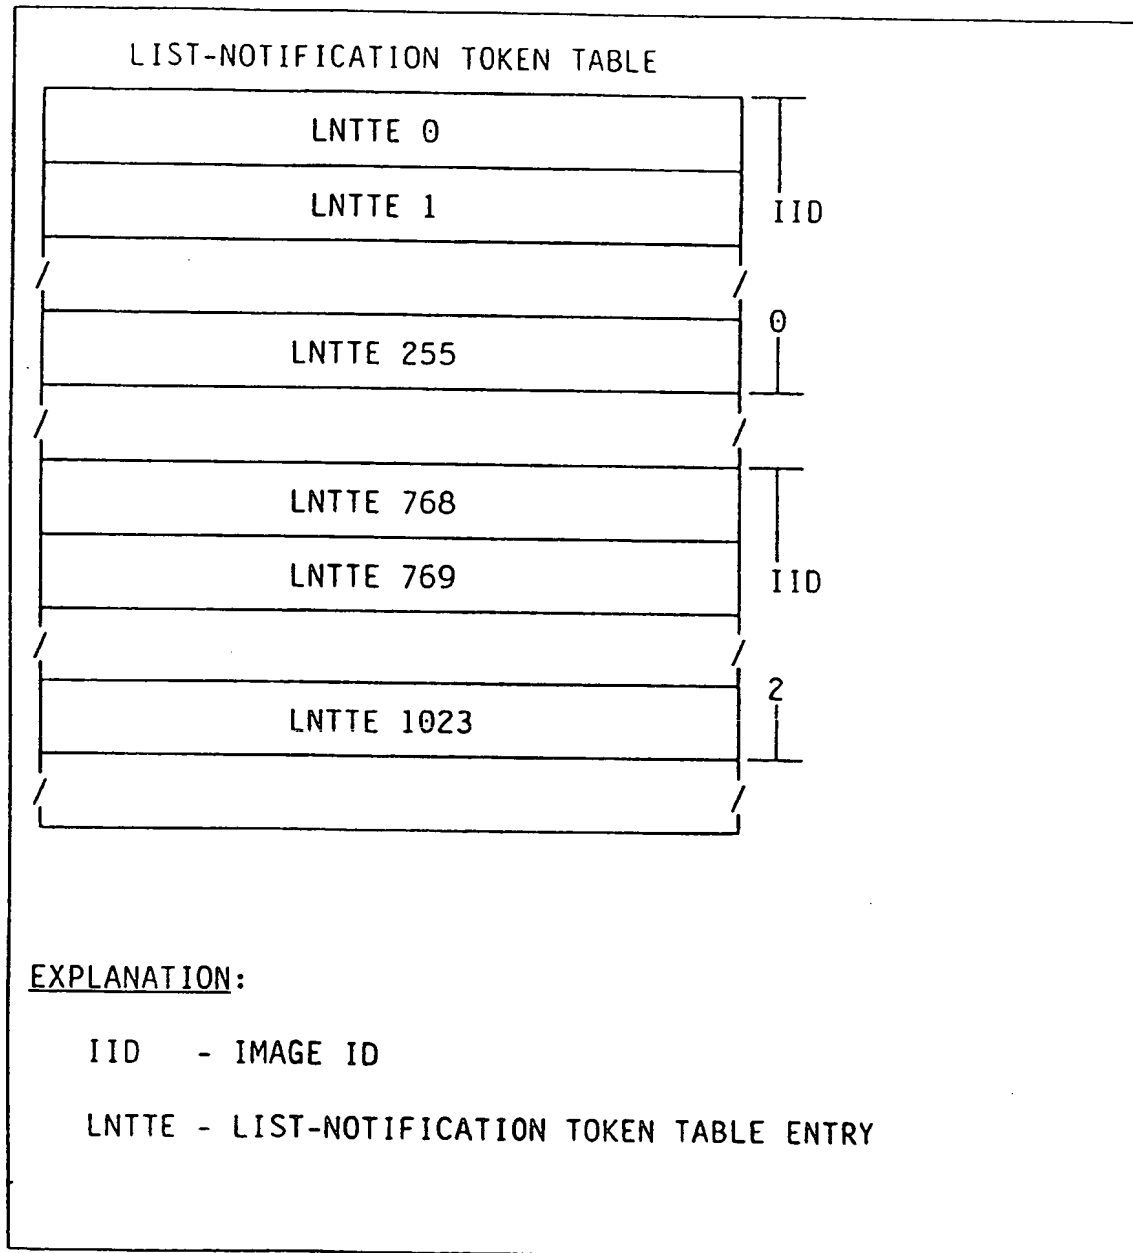 LIST-NOTIFICATION TOKEN TABLE
LNTTE 0
LNTTE 1
IID
0
LNTTE 255
LNTTE 768
LNTTE 769
IID
2
LNTTE 1023
EXPLANATION:
IID - IMAGE ID
LNTTE - LIST-NOTIFICATION TOKEN TABLE ENTRY